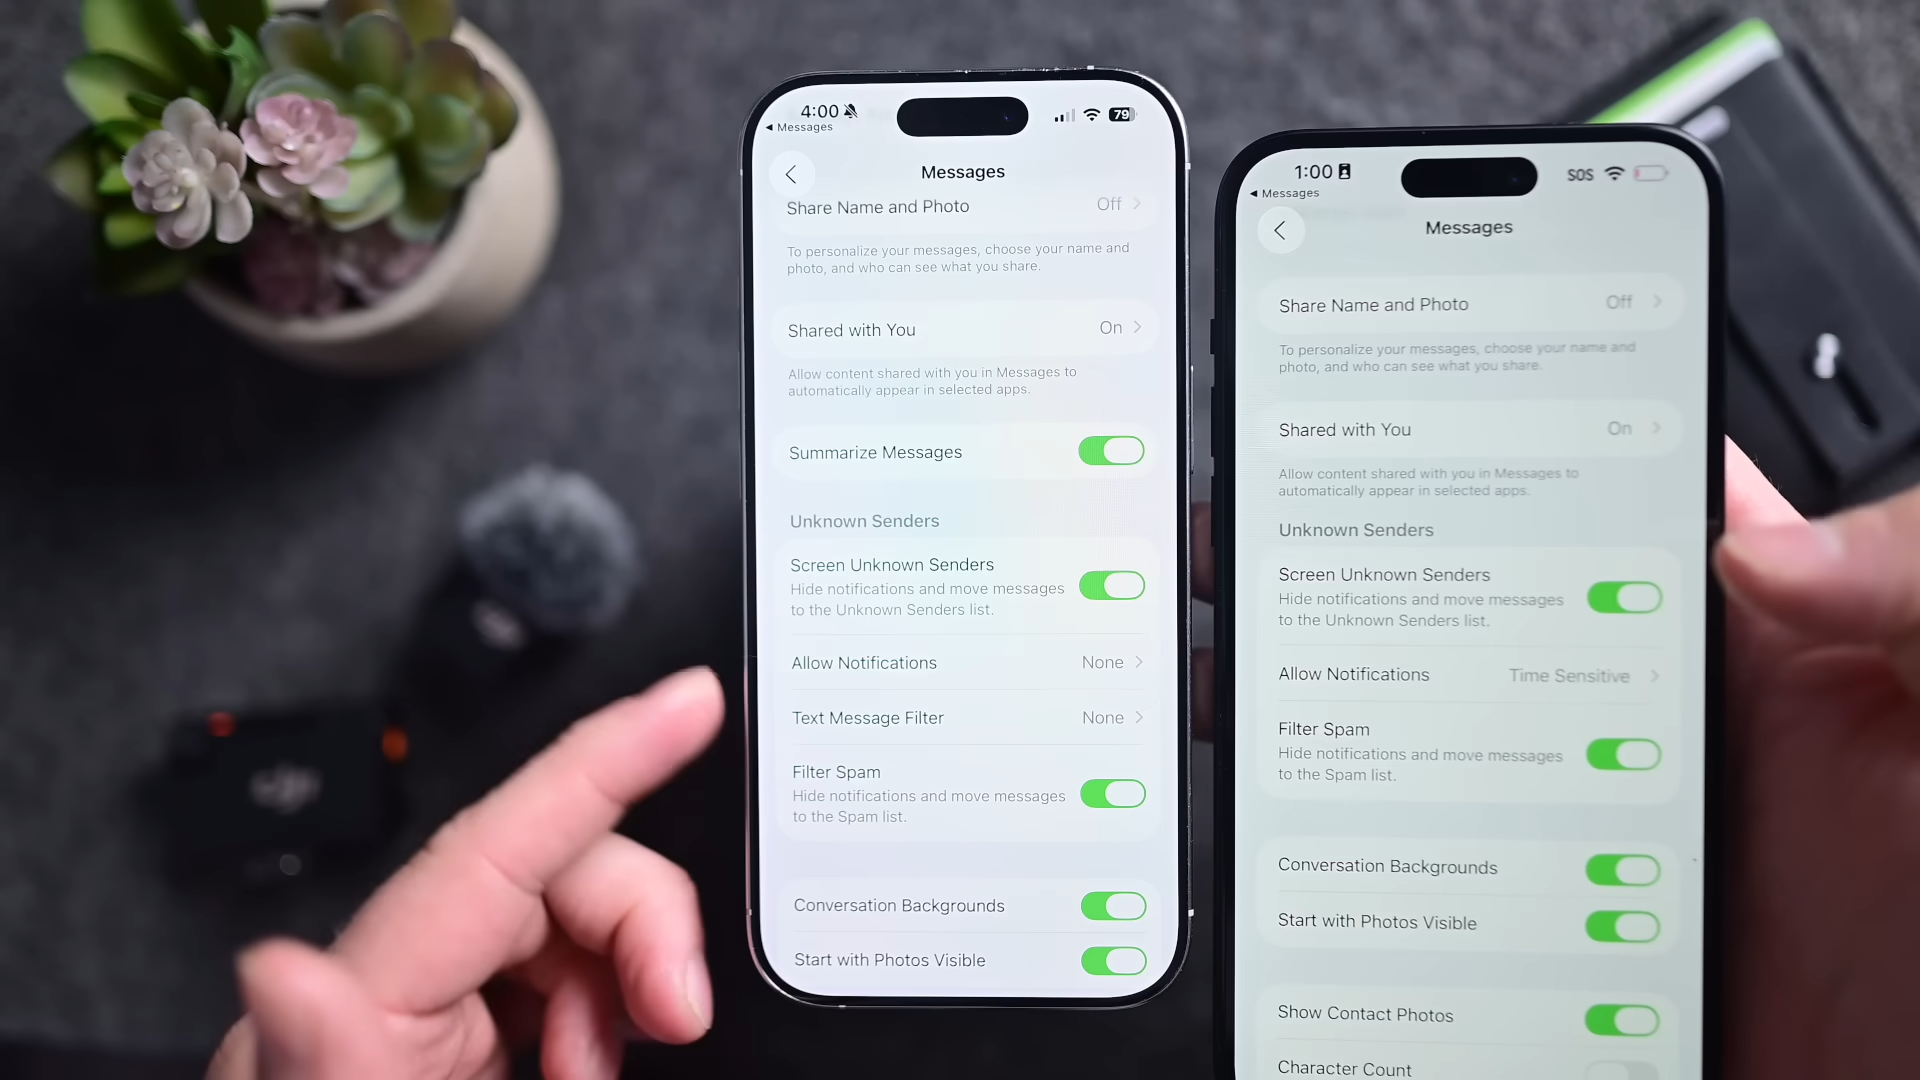 4:00
79
◀ Messages
Messages
Share Name and Photo
Off
To personalize your messages, choose your name and
photo, and who can see what you share.
Shared with You
On
Allow content shared with you in Messages to
automatically appear in selected apps.
Summarize Messages
Unknown Senders
Screen Unknown Senders
Hide notifications and move messages
to the Unknown Senders list.
Allow Notifications
None
Text Message Filter
None
Filter Spam
Hide notifications and move messages
to the Spam list.
Conversation Backgrounds
Start with Photos Visible
1:00
SOS
◀ Messages
Messages
Share Name and Photo
Off
To personalize your messages, choose your name and
photo, and who can see what you share.
Shared with You
On
Allow content shared with you in Messages to
automatically appear in selected apps.
Unknown Senders
Screen Unknown Senders
Hide notifications and move messages
to the Unknown Senders list.
Allow Notifications
Time Sensitive
Filter Spam
Hide notifications and move messages
to the Spam list.
Conversation Backgrounds
Start with Photos Visible
Show Contact Photos
Character Count
dji